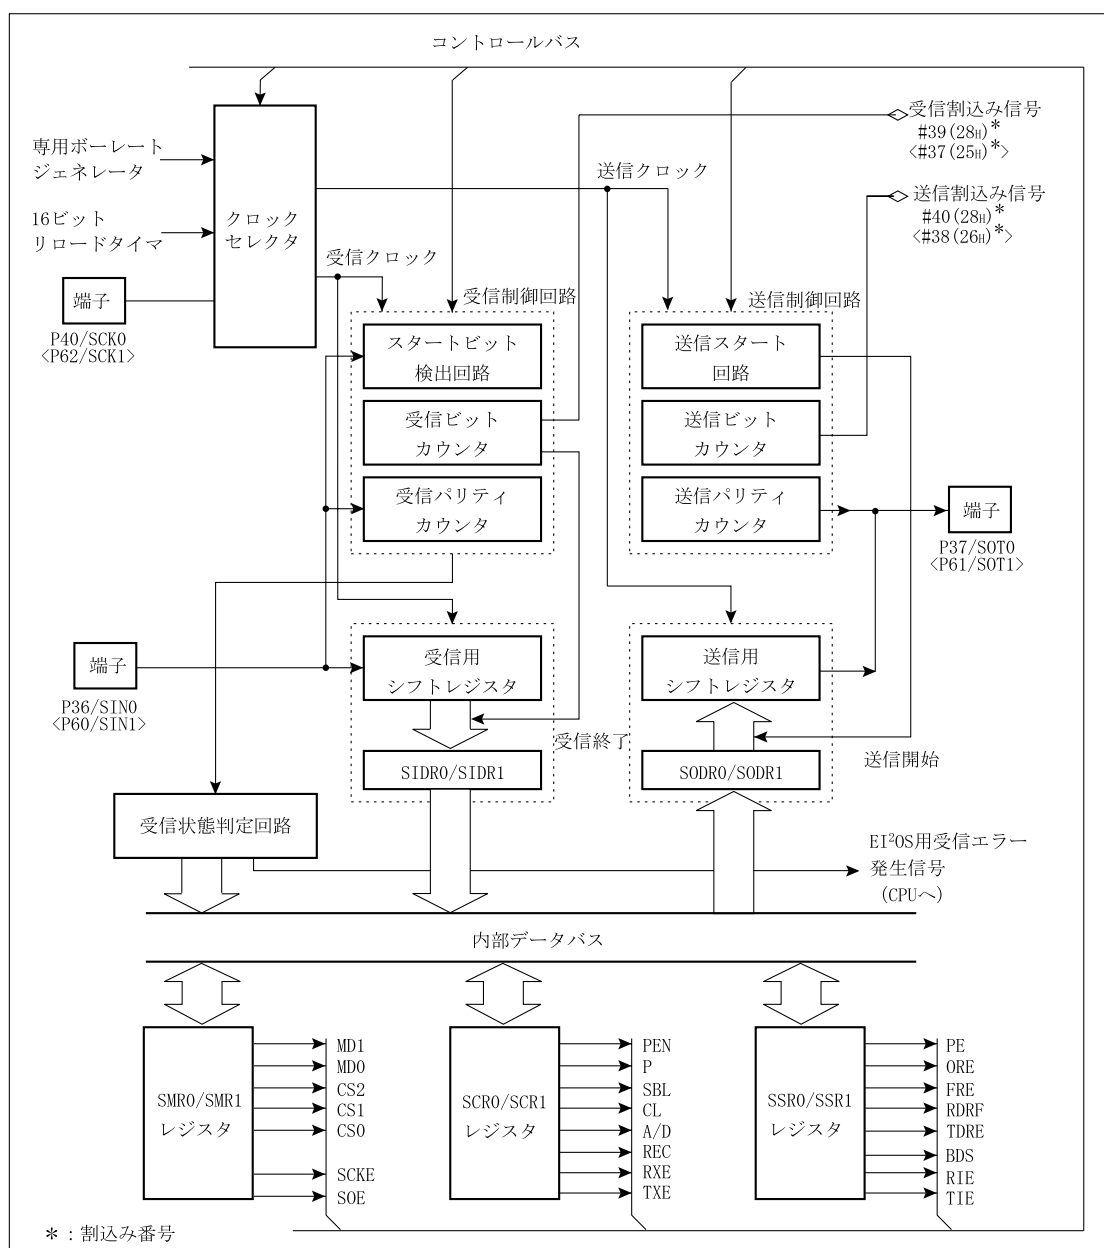 コントロールバス
専用ボーレート
ジェネレータ
16ビット
リロードタイマ
端子
P40/SCK0
<P62/SCK1>
クロック
セレクタ
受信クロック
送信クロック
受信割込み信号
#39(28H)*
<#37(25H)*>
送信割込み信号
#40(28H)*
<#38(26H)*>
受信制御回路
スタートビット
検出回路
受信ビット
カウンタ
受信パリティ
カウンタ
送信制御回路
送信スタート
回路
送信ビット
カウンタ
送信パリティ
カウンタ
端子
P37/SOT0
<P61/SOT1>
端子
P36/SIN0
<P60/SIN1>
受信用
シフトレジスタ
受信終了
SIDR0/SIDR1
送信用
シフトレジスタ
送信開始
SODR0/SODR1
受信状態判定回路
EI²OS用受信エラー
発生信号
(CPUへ)
内部データバス
SMR0/SMR1
レジスタ
MD1
MD0
CS2
CS1
CS0
SCKE
SOE
SCR0/SCR1
レジスタ
PEN
P
SBL
CL
A/D
REC
RXE
TXE
SSR0/SSR1
レジスタ
PE
ORE
FRE
RDRF
TDRE
BDS
RIE
TIE
*：割込み番号